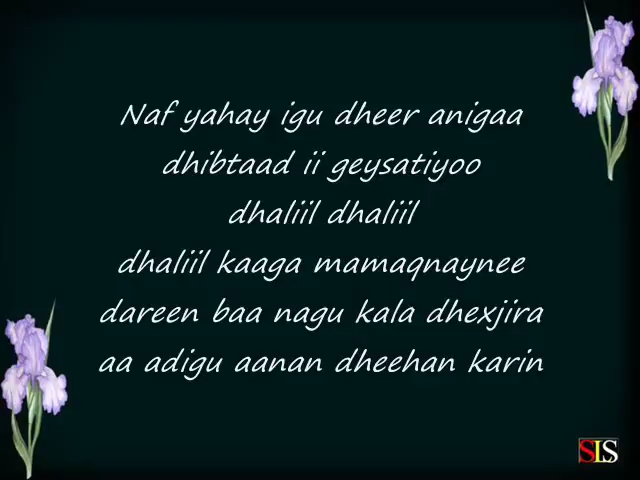 Naf yahay igu dheer anigaa
dhibtaad ii geysatiyoo
dhaliil dhaliil
dhaliil kaaga mamaqnaynee
dareen baa nagu kala dhexjira
aa adigu aanan dheehan karin
SLS